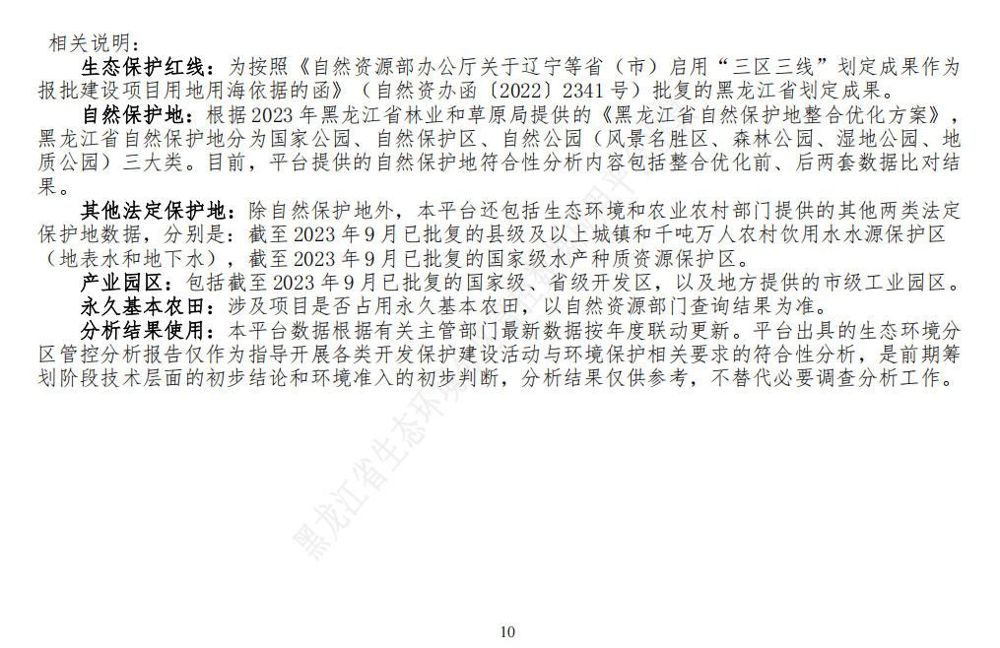 相关说明：
生态保护红线：为按照《自然资源部办公厅关于辽宁等省（市）启用“三区三线”划定成果作为
报批建设项目用地用海依据的函》（自然资办函〔2022〕2341 号）批复的黑龙江省划定成果。
自然保护地：根据 2023 年黑龙江省林业和草原局提供的《黑龙江省自然保护地整合优化方案》，
黑龙江省自然保护地分为国家公园、自然保护区、自然公园（风景名胜区、森林公园、湿地公园、地
质公园）三大类。目前，平台提供的自然保护地符合性分析内容包括整合优化前、后两套数据比对结
果。
其他法定保护地：除自然保护地外，本平台还包括生态环境和农业农村部门提供的其他两类法定
保护地数据，分别是：截至 2023 年 9 月已批复的县级及以上城镇和千吨万人农村饮用水水源保护区
（地表水和地下水），截至 2023 年 9 月已批复的国家级水产种质资源保护区。
产业园区：包括截至 2023 年 9 月已批复的国家级、省级开发区，以及地方提供的市级工业园区。
永久基本农田：涉及项目是否占用永久基本农田，以自然资源部门查询结果为准。
分析结果使用：本平台数据根据有关主管部门最新数据按年度联动更新。平台出具的生态环境分
区管控分析报告仅作为指导开展各类开发保护建设活动与环境保护相关要求的符合性分析，是前期筹
划阶段技术层面的初步结论和环境准入的初步判断，分析结果仅供参考，不替代必要调查分析工作。
黑龙江省生态环境
10